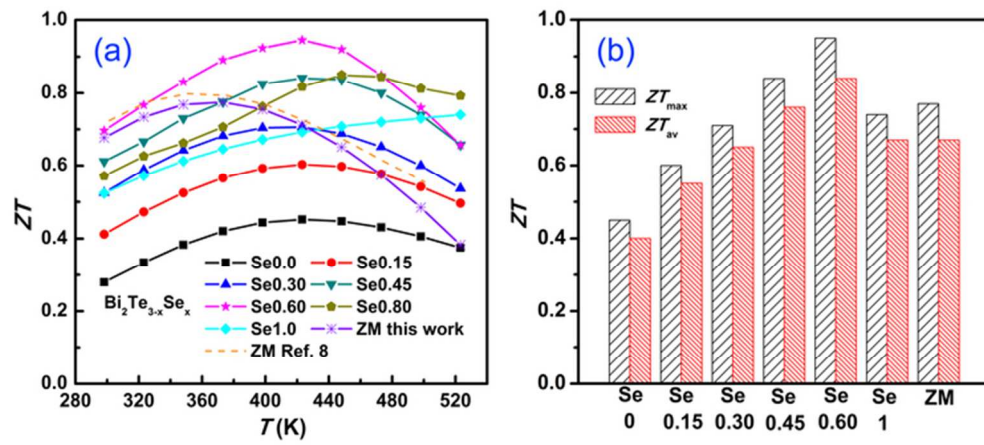 (a)
1.0
0.8
0.6
0.4
0.2
0.0
ZT
280 320 360 400 440 480 520
T (K)
Bi2Te3-xSex
Se0.0 Se0.15
Se0.30 Se0.45
Se0.60 Se0.80
Se1.0 ZM this work
ZM Ref. 8
(b)
1.0
0.8
0.6
0.4
0.2
0.0
ZT
ZTmax
ZTav
Se Se Se Se Se Se ZM
0 0.15 0.30 0.45 0.60 1